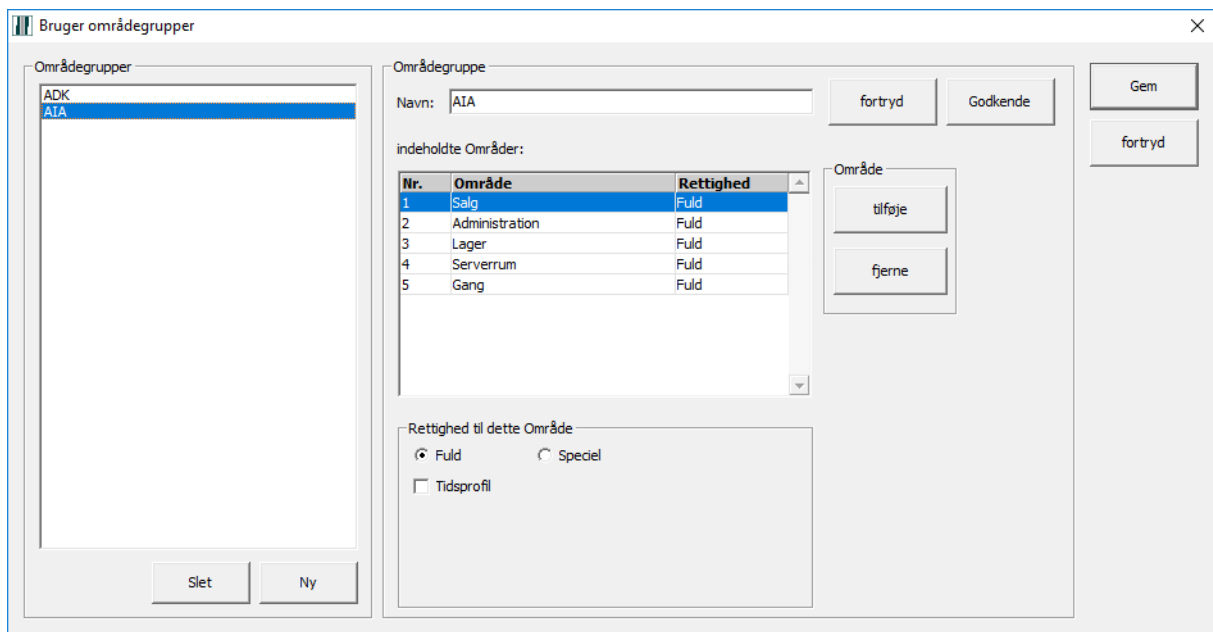 Bruger områdegrupper
Områdegrupper
ADK
AIA
Slet Ny
Områdegruppe
Navn: AIA fortryd Godkende
indeholdte Områder:
Nr. Område Rettighed
1 Salg Fuld
2 Administration Fuld
3 Lager Fuld
4 Serverrum Fuld
5 Gang Fuld
Område
tilføje
fjerne
Rettighed til dette Område
Fuld Speciel
Tidsprofil
Gem
fortryd